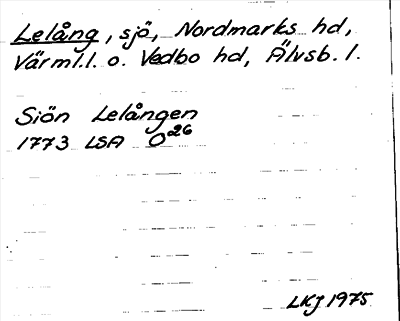 Lelång, sjö, Nordmarks hd,
Värml.l. o. Vedbo hd, Älvsb. l.
Siön Lelången
1773 LSA O26
LKJ 1975